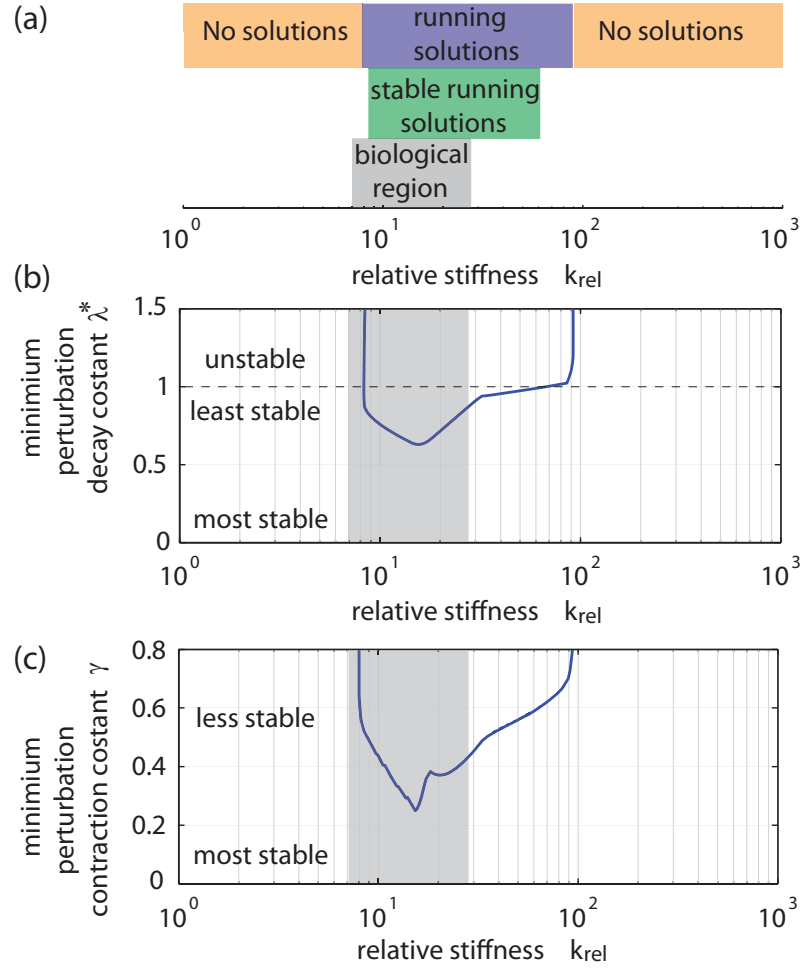 (a)
No solutions
running
solutions
No solutions
stable running
solutions
biological
region
10^0
10^1
10^2
10^3
relative stiffness k_rel
(b)
minimium
perturbation
decay costant λ*
1.5
1
0.5
0
unstable
least stable
most stable
10^0
10^1
10^2
10^3
relative stiffness k_rel
(c)
minimium
perturbation
contraction costant γ
0.8
0.6
0.4
0.2
0
less stable
most stable
10^0
10^1
10^2
10^3
relative stiffness k_rel